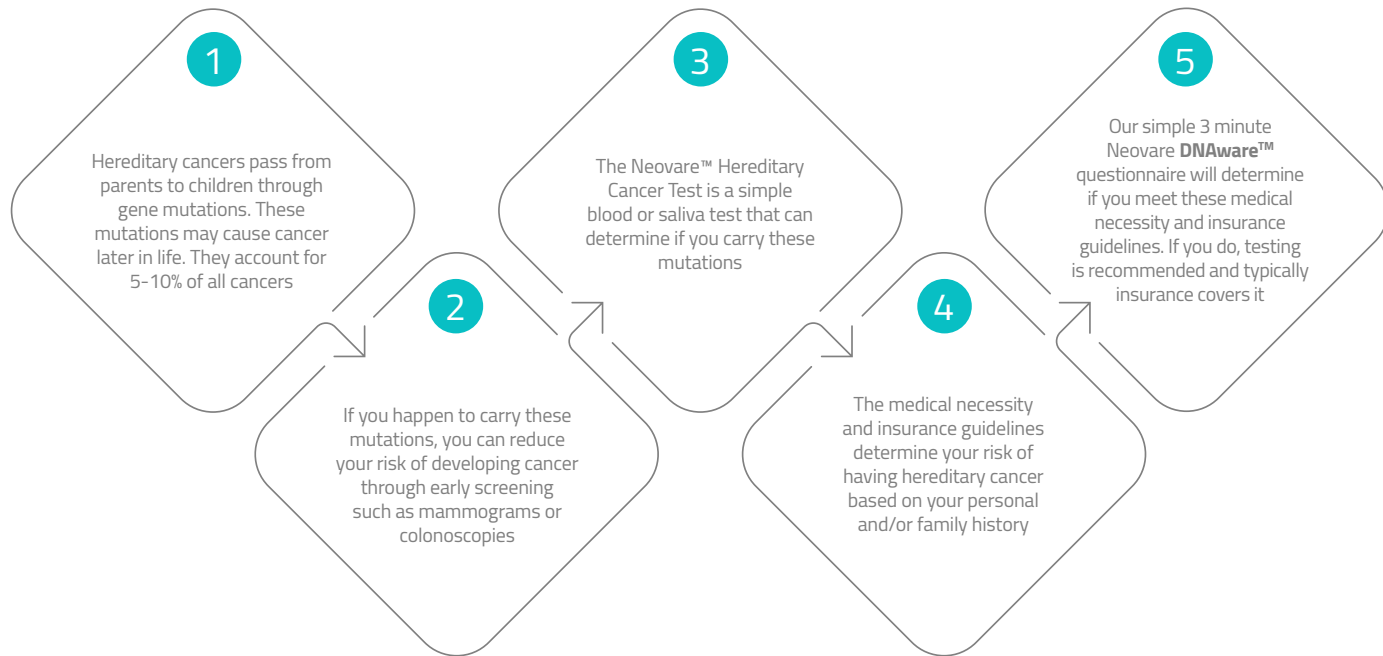 1
Hereditary cancers pass from
parents to children through
gene mutations. These
mutations may cause cancer
later in life. They account for
5-10% of all cancers
2
If you happen to carry these
mutations, you can reduce
your risk of developing cancer
through early screening
such as mammograms or
colonoscopies
3
The Neovare™ Hereditary
Cancer Test is a simple
blood or saliva test that can
determine if you carry these
mutations
4
The medical necessity
and insurance guidelines
determine your risk of
having hereditary cancer
based on your personal
and/or family history
5
Our simple 3 minute
Neovare DNAware™
questionnaire will determine
if you meet these medical
necessity and insurance
guidelines. If you do, testing
is recommended and typically
insurance covers it